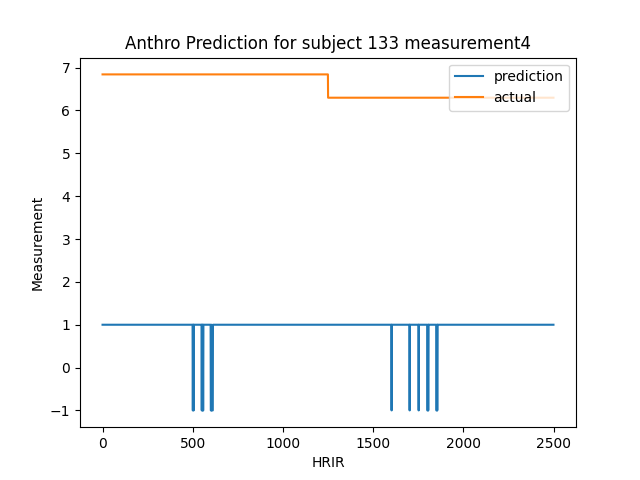 Anthro Prediction for subject 133 measurement4
prediction
actual
7
6
5
4
3
2
1
0
−1
Measurement
0 500 1000 1500 2000 2500
HRIR